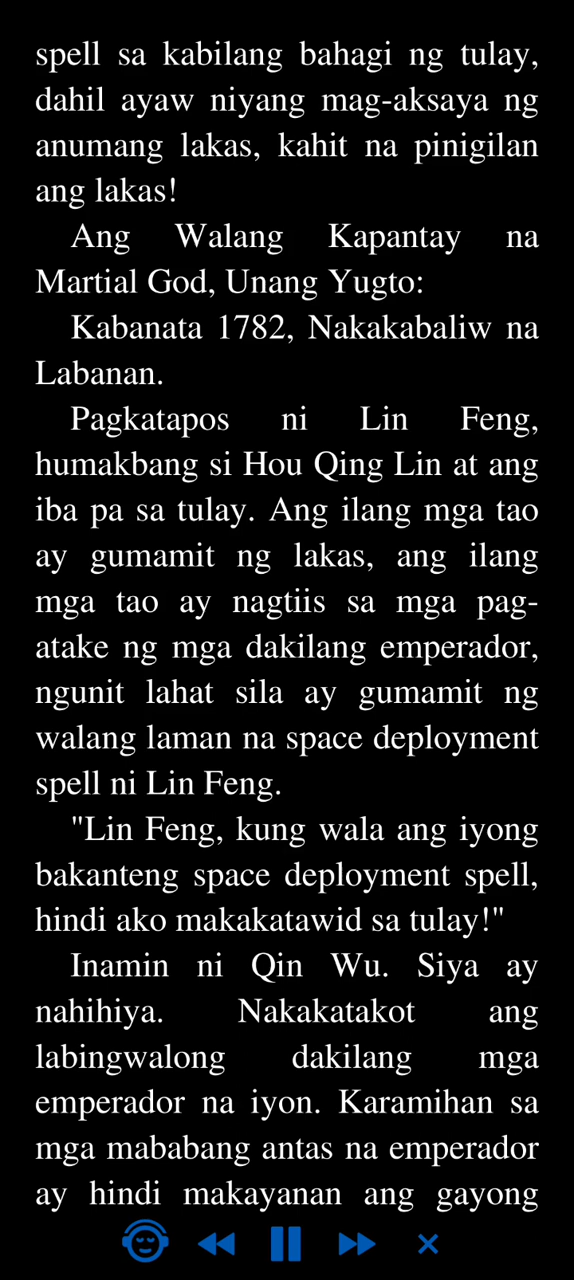 spell sa kabilang bahagi ng tulay,
dahil ayaw niyang mag-aksaya ng
anumang lakas, kahit na pinigilan
ang lakas!
Ang Walang Kapantay na
Martial God, Unang Yugto:
Kabanata 1782, Nakakabaliw na
Labanan.
Pagkatapos ni Lin Feng,
humakbang si Hou Qing Lin at ang
iba pa sa tulay. Ang ilang mga tao
ay gumamit ng lakas, ang ilang
mga tao ay nagtiis sa mga pag-
atake ng mga dakilang emperador,
ngunit lahat sila ay gumamit ng
walang laman na space deployment
spell ni Lin Feng.
"Lin Feng, kung wala ang iyong
bakanteng space deployment spell,
hindi ako makakatawid sa tulay!"
Inamin ni Qin Wu. Siya ay
nahihiya. Nakakatakot ang
labingwalong dakilang mga
emperador na iyon. Karamihan sa
mga mababang antas na emperador
ay hindi makayanan ang gayong